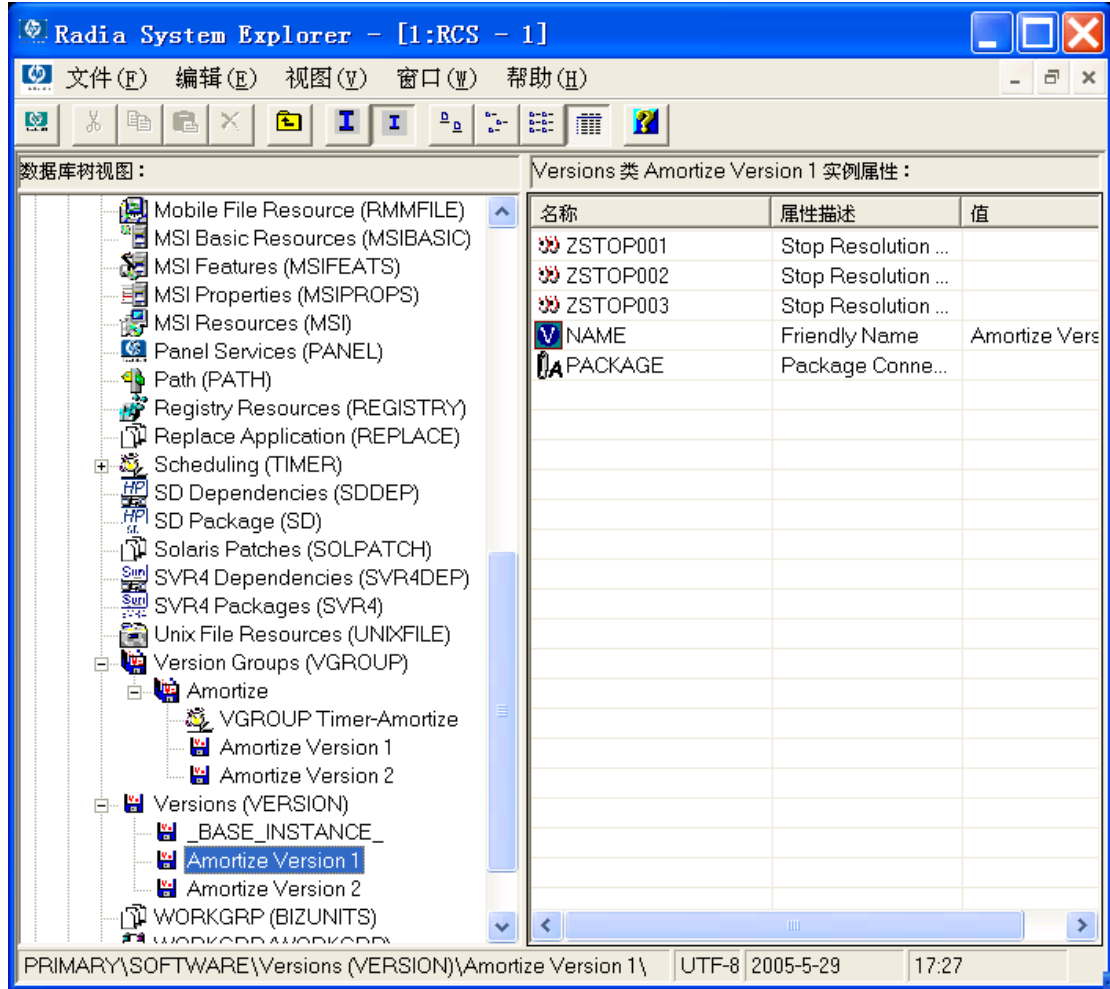 Radia System Explorer - [1:RCS - 1]
文件(F) 编辑(E) 视图(V) 窗口(W) 帮助(H)
数据库树视图：
Mobile File Resource (RMMFILE)
MSI Basic Resources (MSIBASIC)
MSI Features (MSIFEATS)
MSI Properties (MSIPROPS)
MSI Resources (MSI)
Panel Services (PANEL)
Path (PATH)
Registry Resources (REGISTRY)
Replace Application (REPLACE)
Scheduling (TIMER)
SD Dependencies (SDDEP)
SD Package (SD)
Solaris Patches (SOLPATCH)
SVR4 Dependencies (SVR4DEP)
SVR4 Packages (SVR4)
Unix File Resources (UNIXFILE)
Version Groups (VGROUP)
Amortize
VGROUP Timer-Amortize
Amortize Version 1
Amortize Version 2
Versions (VERSION)
_BASE_INSTANCE_
Amortize Version 1
Amortize Version 2
WORKGRP (BIZUNITS)
Versions 类 Amortize Version 1 实例属性：
名称 属性描述 值
ZSTOP001 Stop Resolution ...
ZSTOP002 Stop Resolution ...
ZSTOP003 Stop Resolution ...
NAME Friendly Name Amortize Vers
PACKAGE Package Conne...
PRIMARY\SOFTWARE\Versions (VERSION)\Amortize Version 1\ UTF-8 2005-5-29 17:27